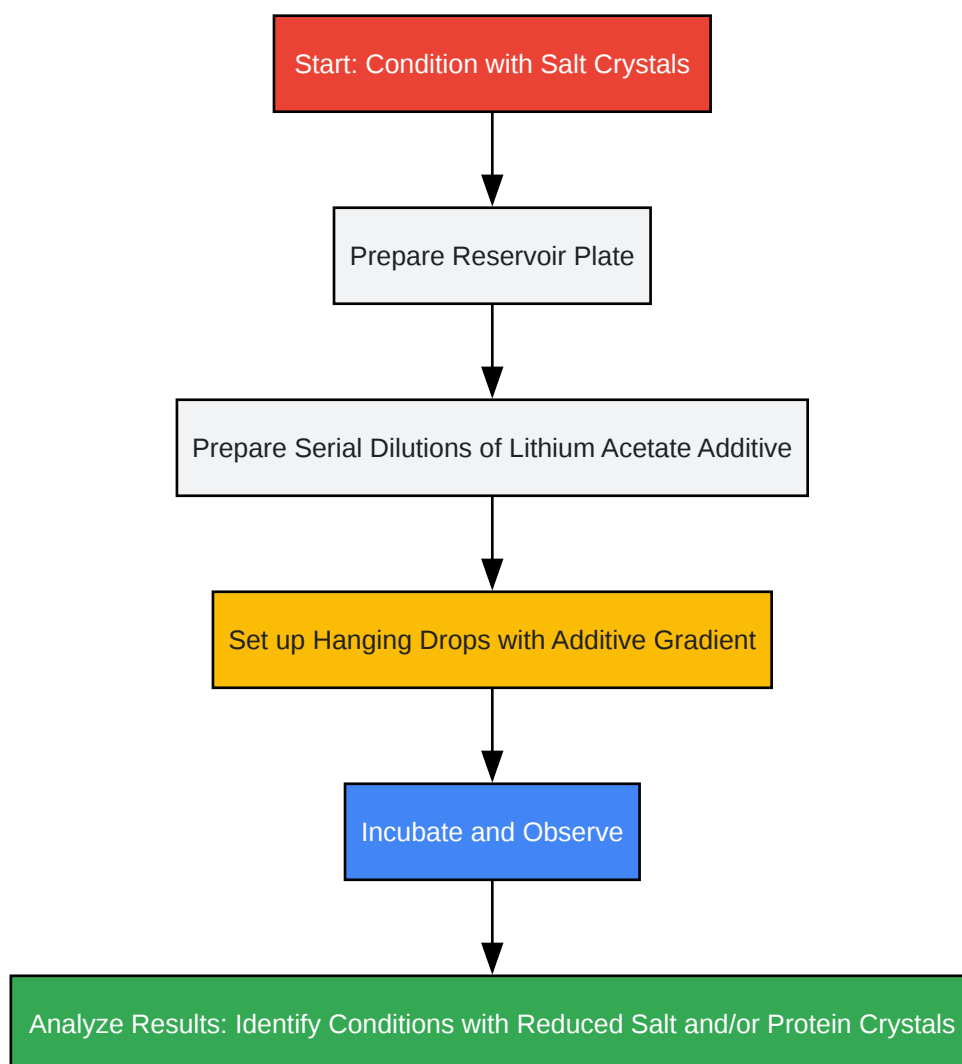 Start: Condition with Salt Crystals
Prepare Reservoir Plate
Prepare Serial Dilutions of Lithium Acetate Additive
Set up Hanging Drops with Additive Gradient
Incubate and Observe
Analyze Results: Identify Conditions with Reduced Salt and/or Protein Crystals